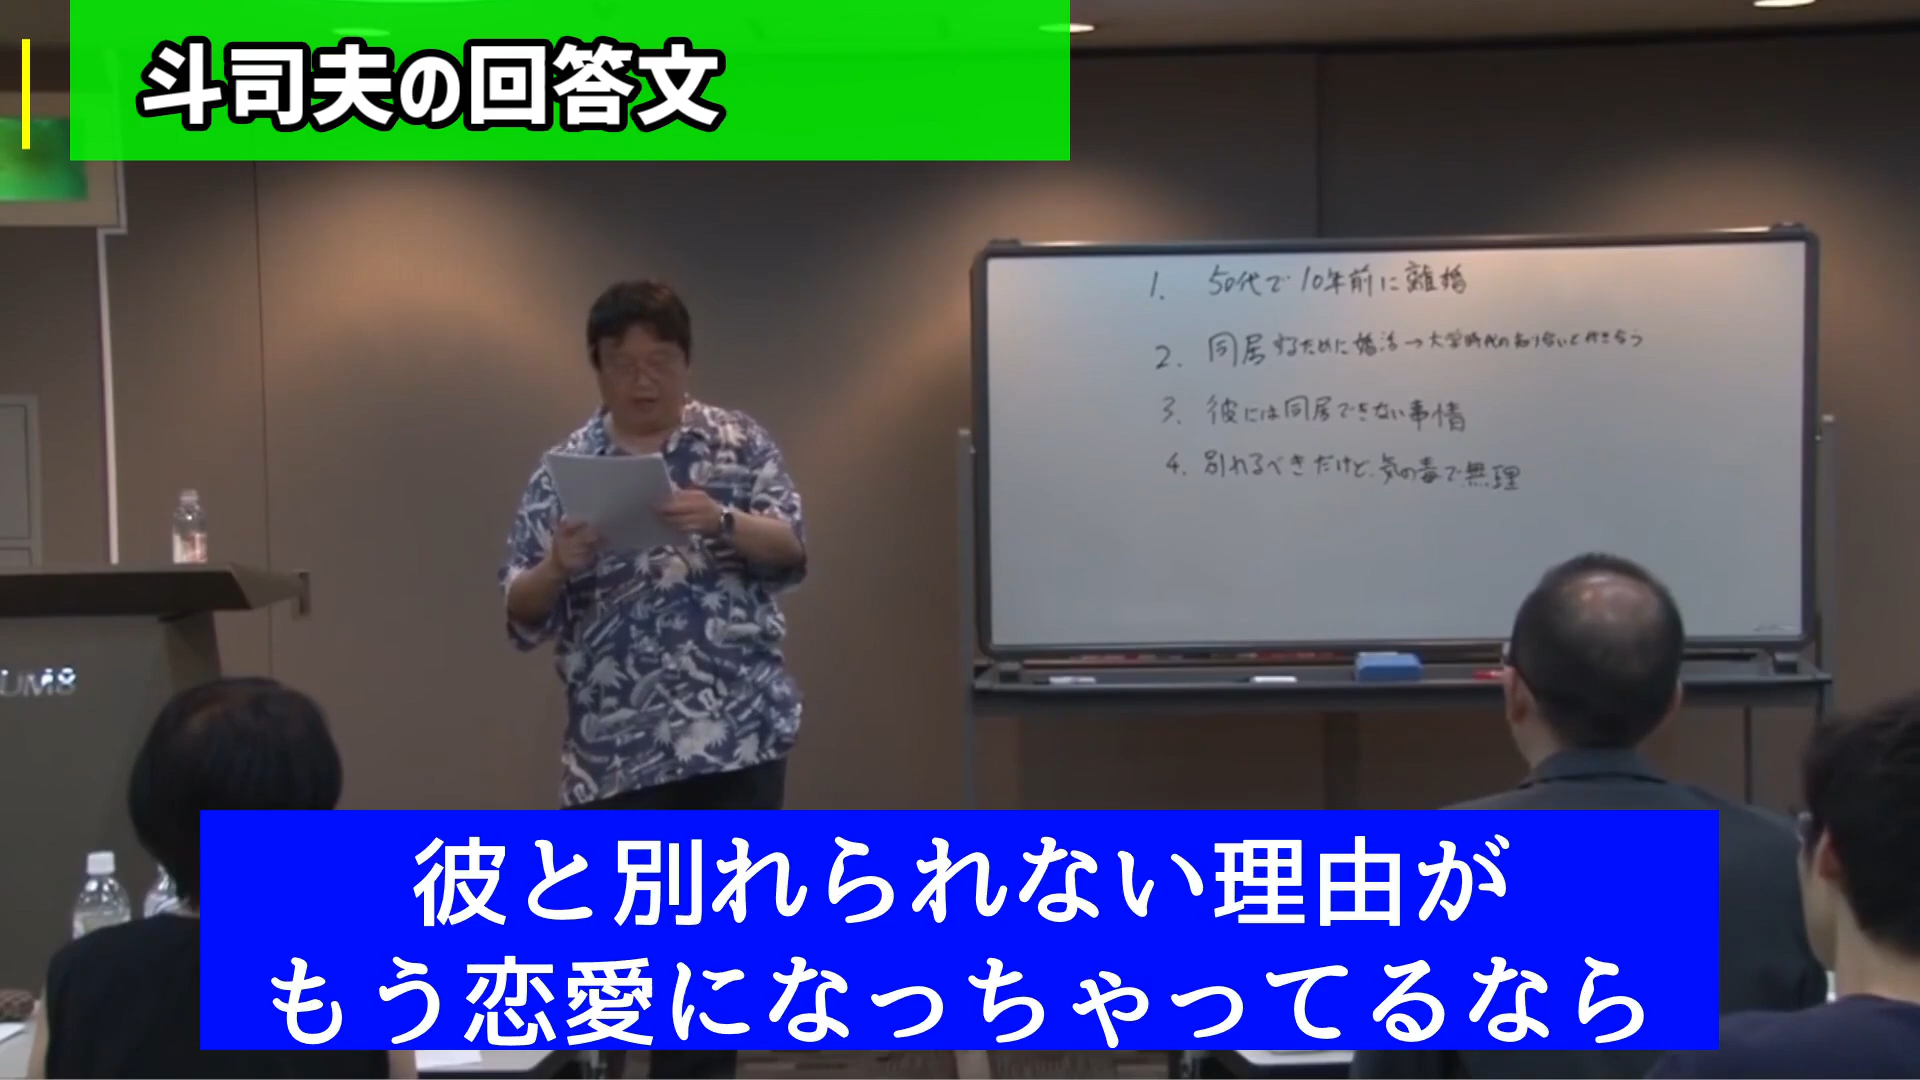 斗司夫の回答文
1. 50代で10年前に離婚
2. 同居するために婚活→大学時代の知り合いと付き合う
3. 彼には同居できない事情
4. 別れるべきだけど、気の毒で無理
UM8
彼と別れられない理由が
もう恋愛になっちゃってるなら